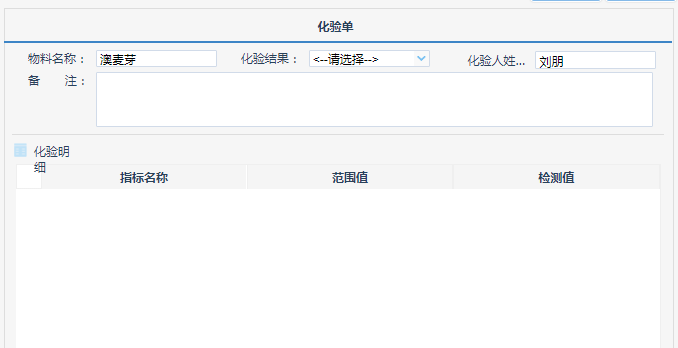 化验单
物料名称： 澳麦芽 化验结果： <--请选择--> 化验人姓... 刘朋
备 注：
化验明
细
指标名称 范围值 检测值